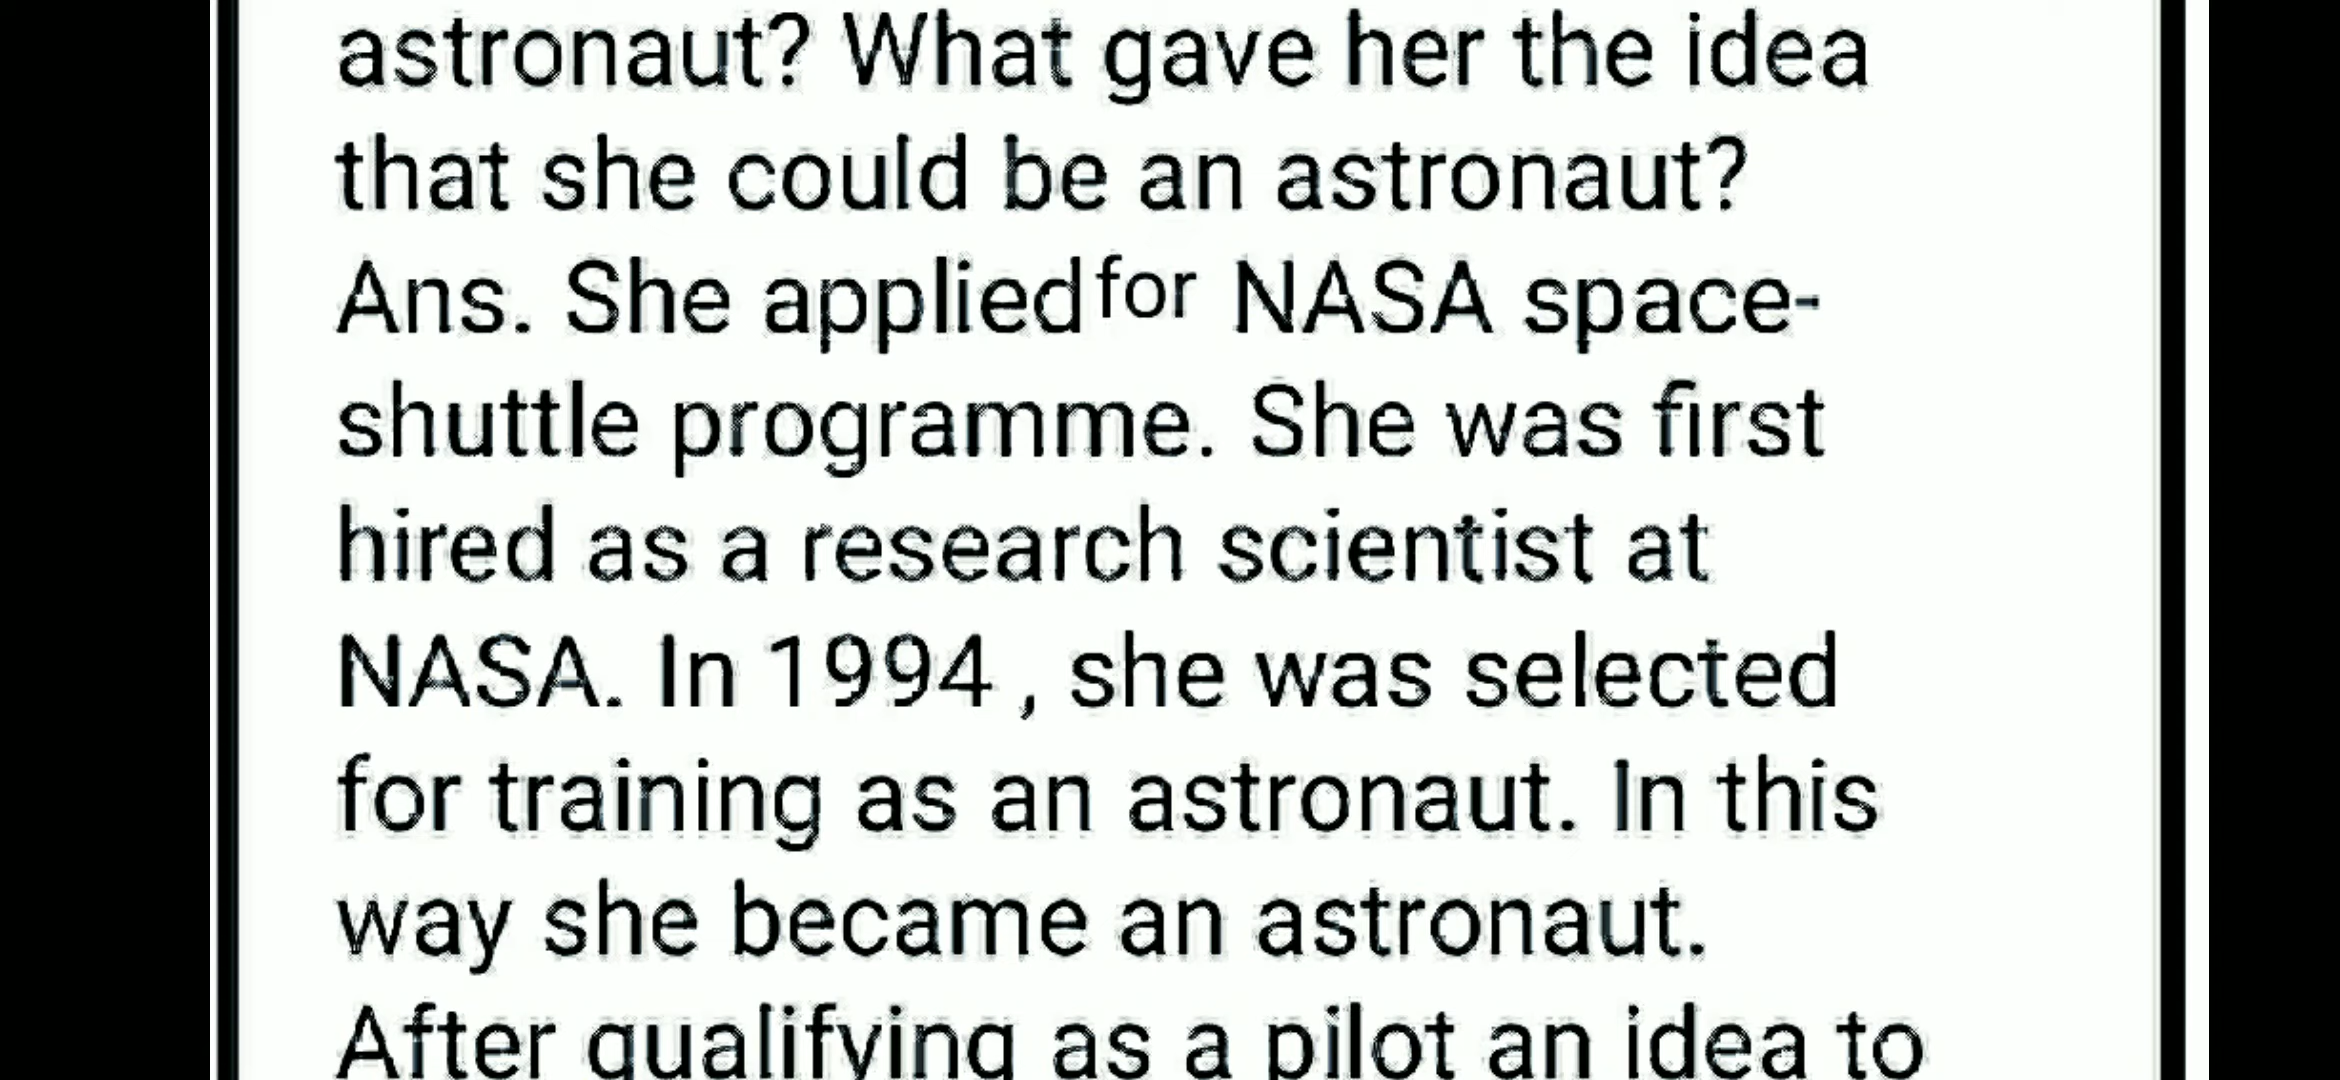 astronaut? What gave her the idea
that she could be an astronaut?
Ans. She applied for NASA space-
shuttle programme. She was first
hired as a research scientist at
NASA. In 1994 , she was selected
for training as an astronaut. In this
way she became an astronaut.
After qualifying as a pilot an idea to